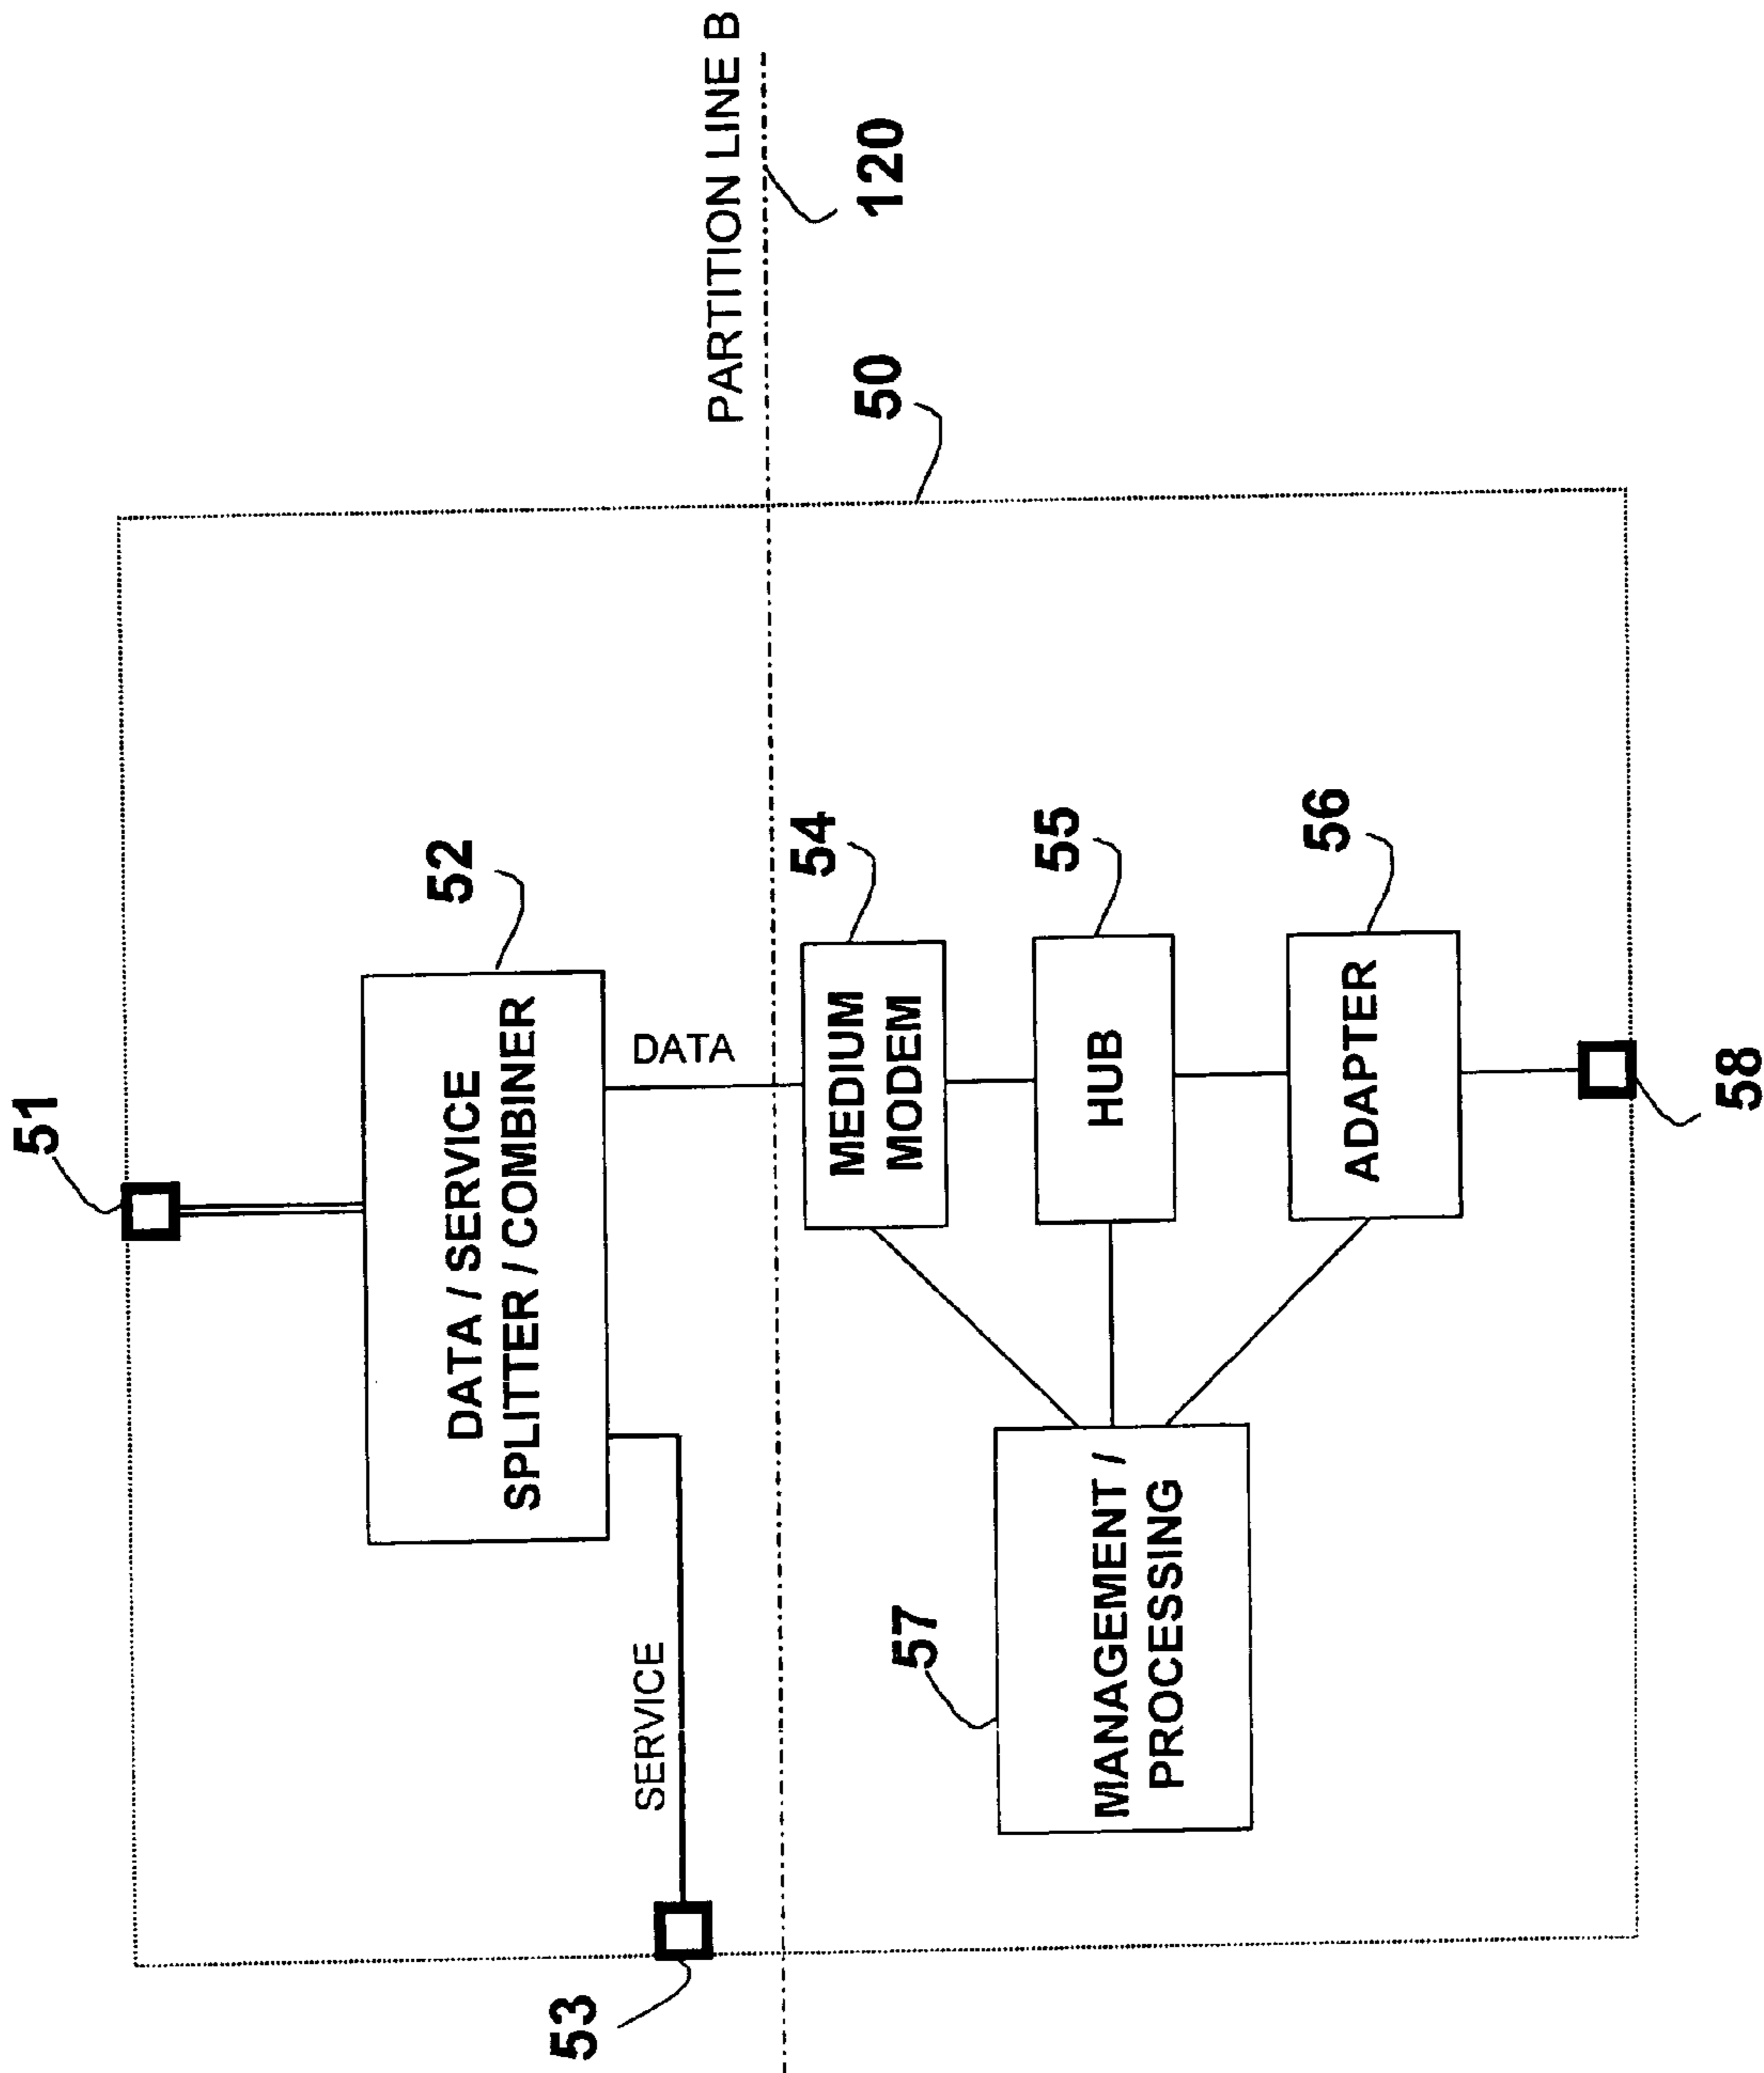 51
DATA / SERVICE
SPLITTER / COMBINER
52
53
SERVICE
DATA
PARTITION LINE B
120
50
MEDIUM
MODEM
54
HUB
55
ADAPTER
56
MANAGEMENT /
PROCESSING
57
58